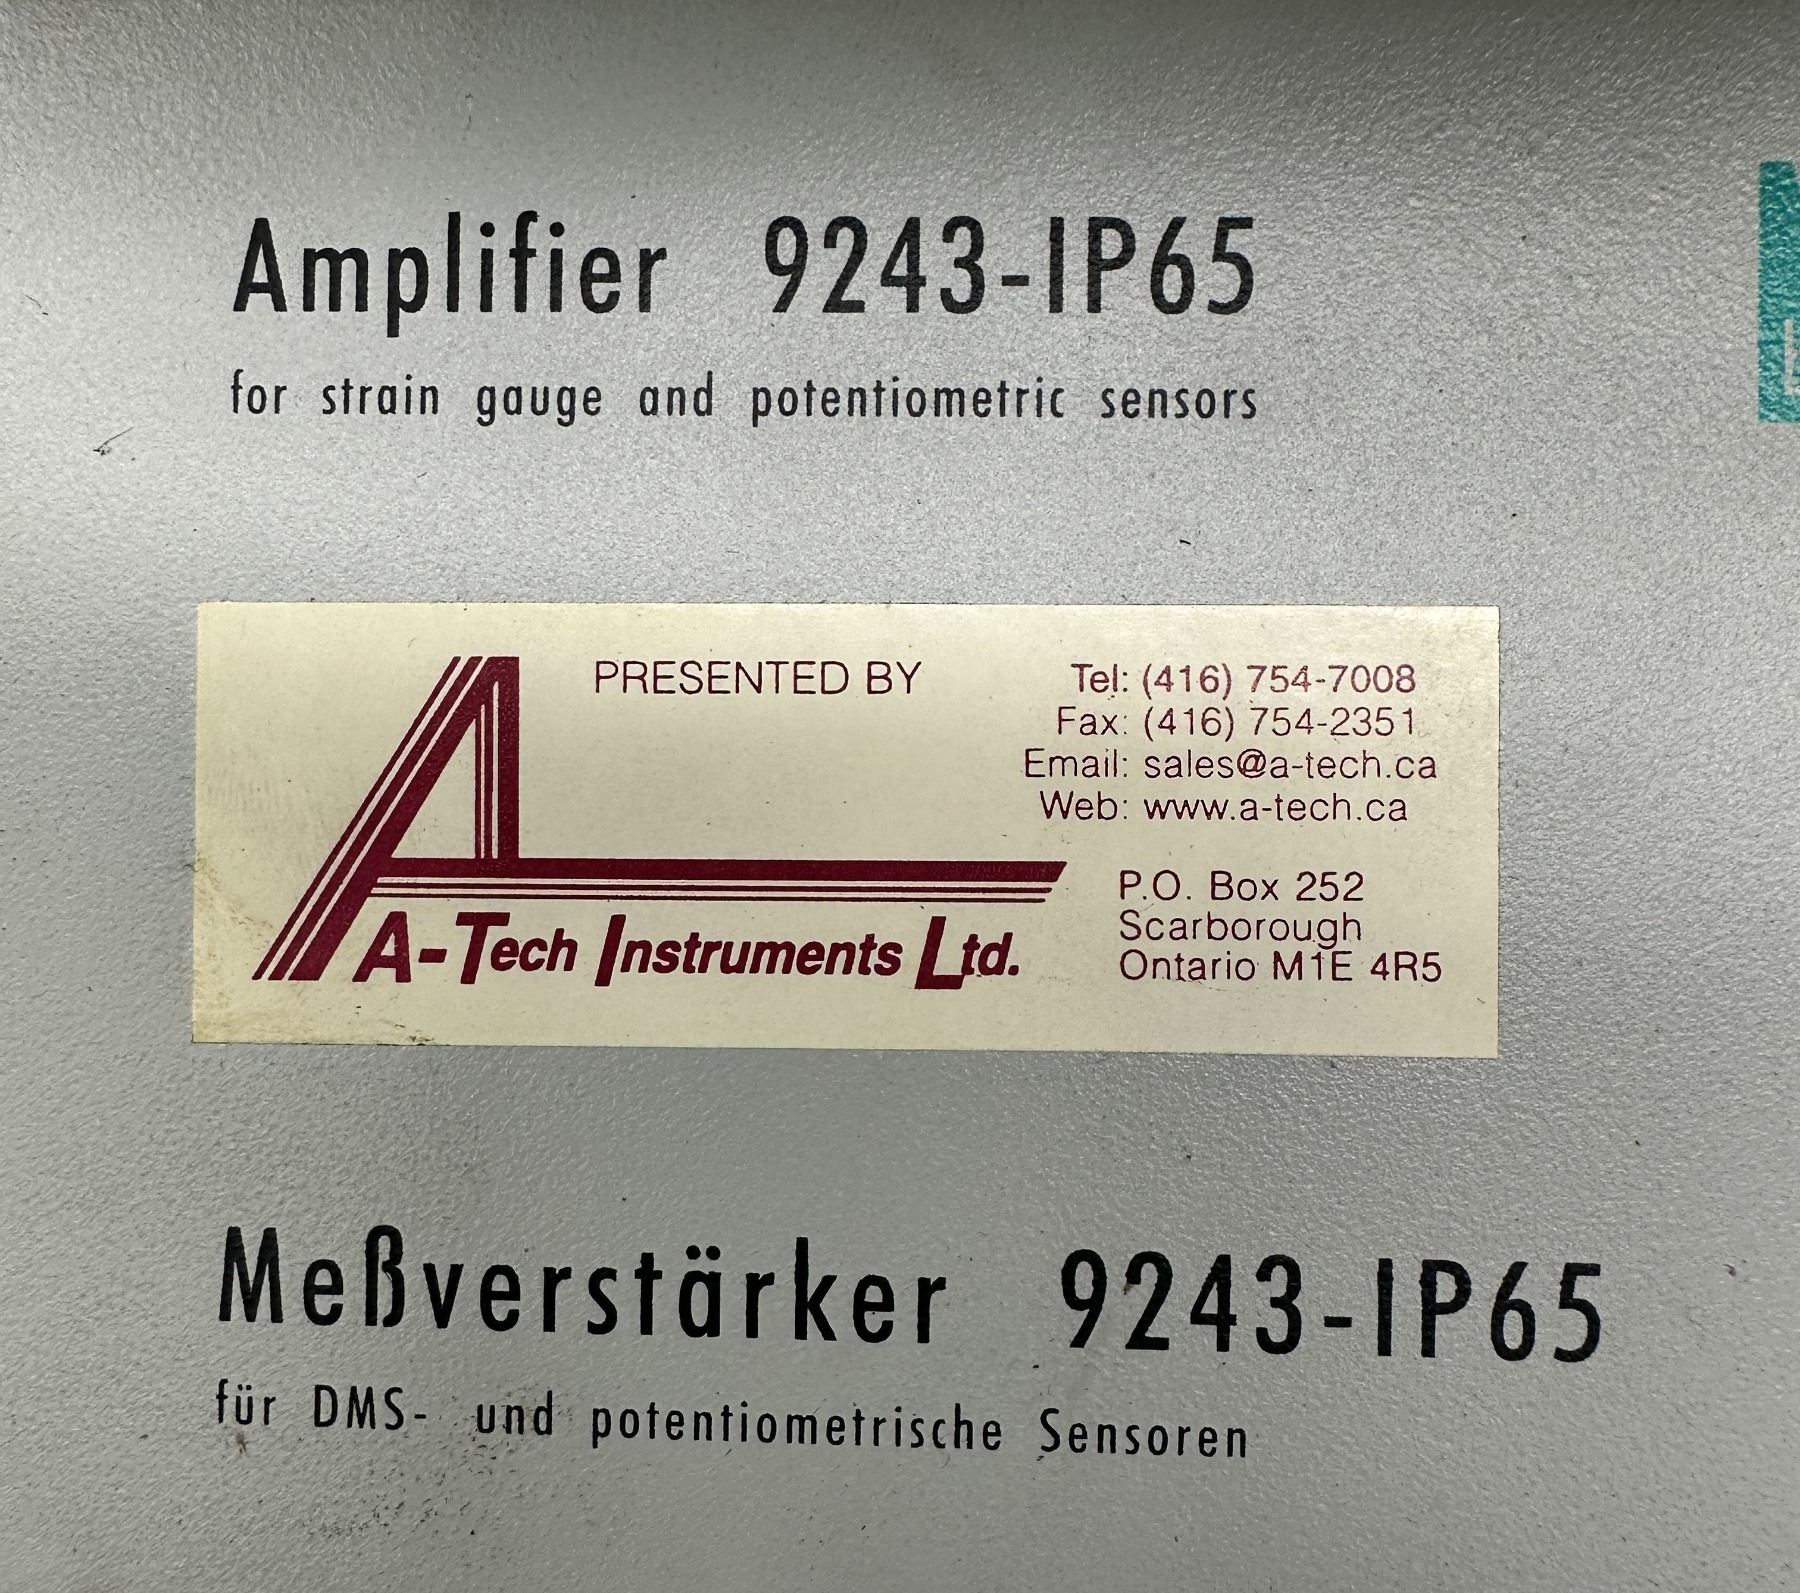 Amplifier 9243-IP65
for strain gauge and potentiometric sensors
PRESENTED BY
Tel: (416) 754-7008
Fax: (416) 754-2351
Email: sales@a-tech.ca
Web: www.a-tech.ca
P.O. Box 252
Scarborough
Ontario M1E 4R5
A-Tech Instruments Ltd.
Meßverstärker 9243-IP65
für DMS- und potentiometrische Sensoren